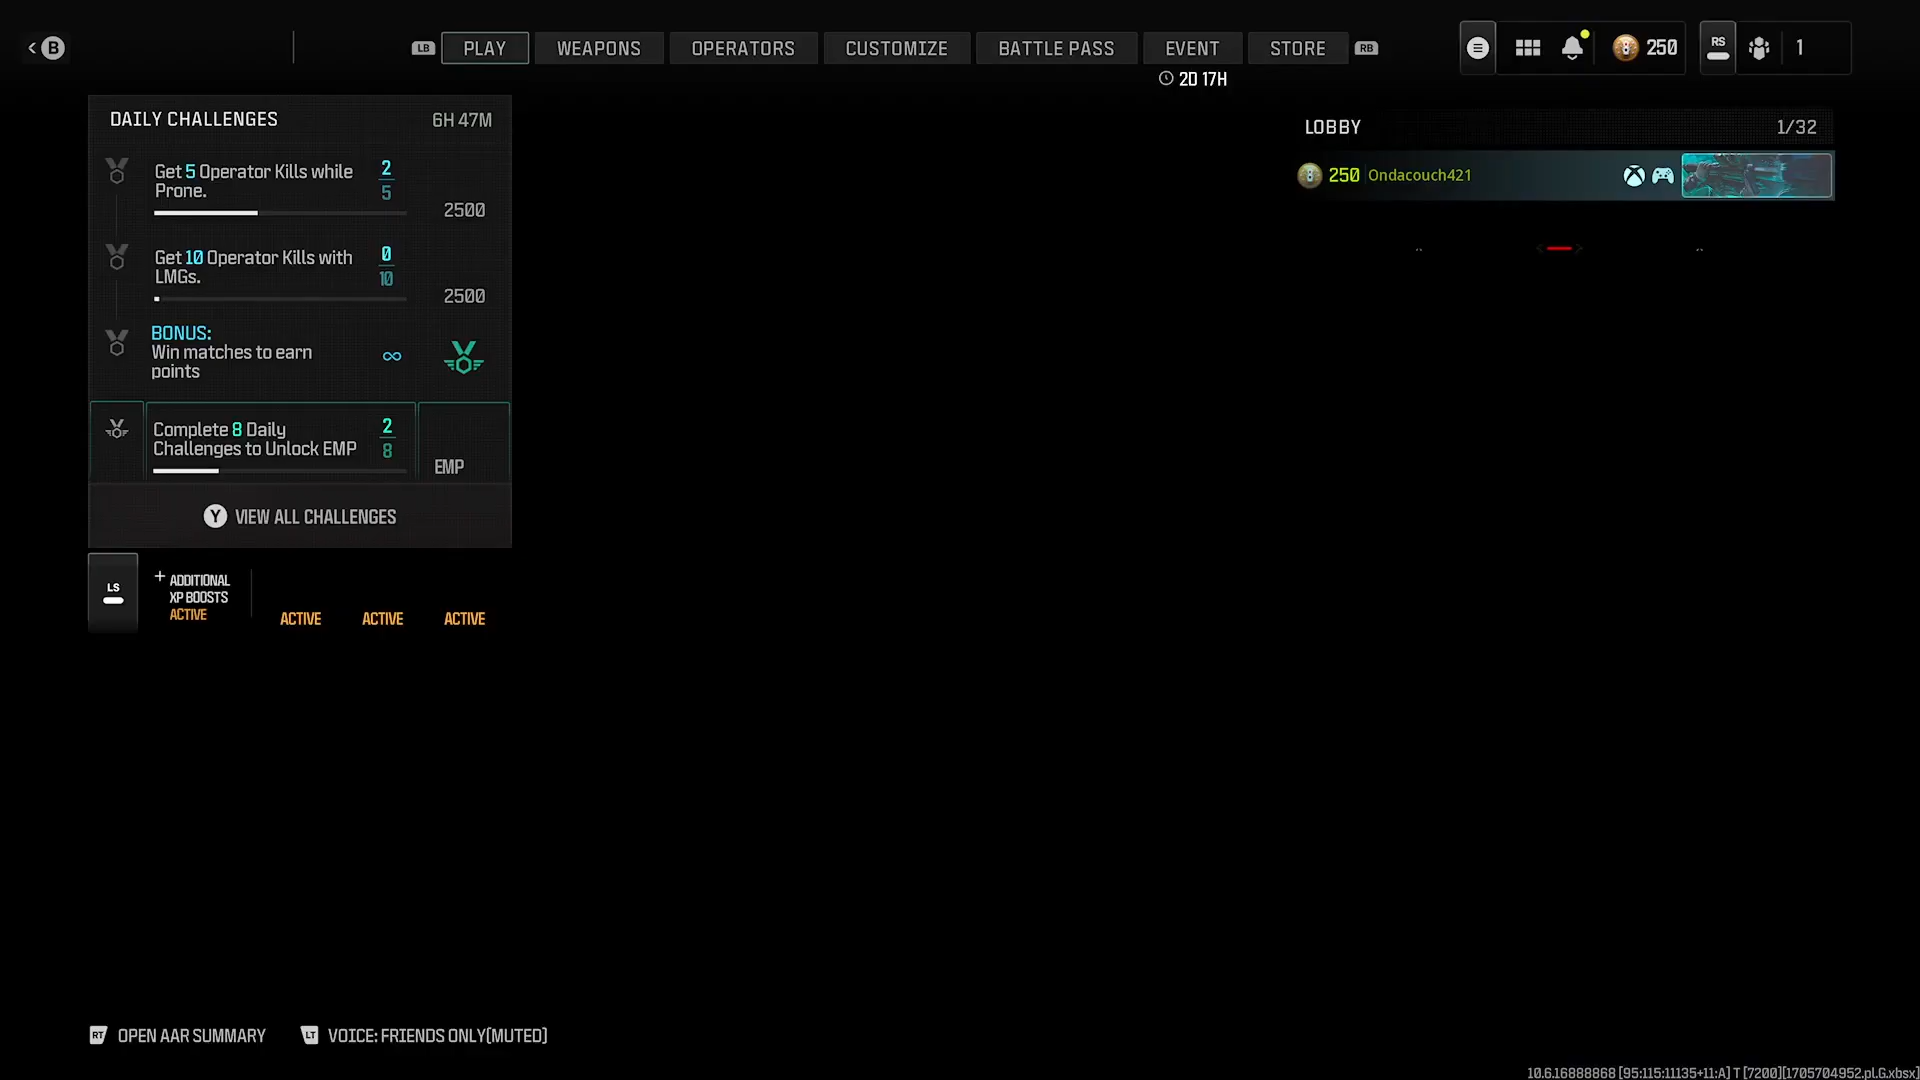 B
LB
PLAY
WEAPONS
OPERATORS
CUSTOMIZE
BATTLE PASS
EVENT
STORE
RB
250
RS
1
2D 17H
DAILY CHALLENGES
6H 47M
Get 5 Operator Kills while
Prone.
2
5
2500
Get 10 Operator Kills with
LMGs.
0
10
2500
BONUS:
Win matches to earn
points
∞
Complete 8 Daily
Challenges to Unlock EMP
2
8
EMP
Y VIEW ALL CHALLENGES
LS
+ ADDITIONAL
XP BOOSTS
ACTIVE
ACTIVE
ACTIVE
ACTIVE
LOBBY
1/32
250 Ondacouch421
RT OPEN AAR SUMMARY
LT VOICE: FRIENDS ONLY(MUTED)
10.6.16888868 [95:115:11135+11:A] T [7200][1705704952.pl.G.xbsx]